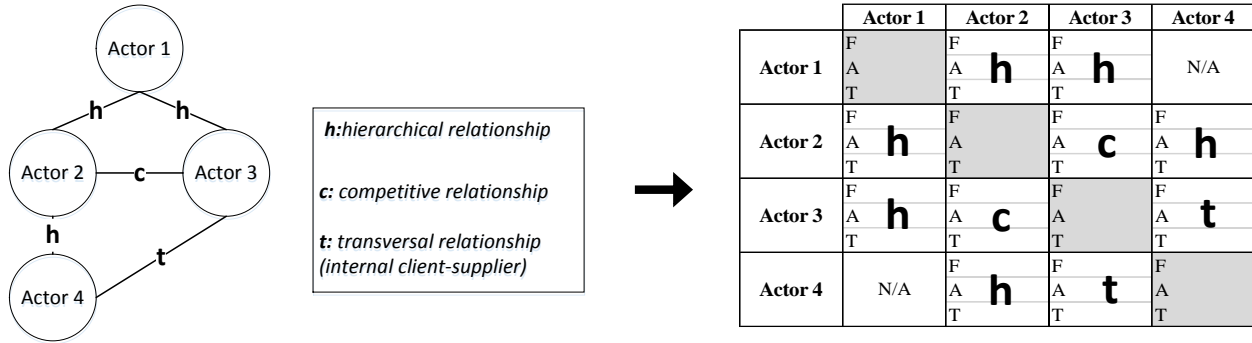 Actor 1
h h
Actor 2 c Actor 3
h
t
Actor 4
h:hierarchical relationship
c: competitive relationship
t: transversal relationship
(internal client-supplier)
Actor 1 Actor 2 Actor 3 Actor 4
F F F
Actor 1 A A h A h N/A
T T T
F F F F
Actor 2 A h A A c A h
T T T T
F F F F
Actor 3 A h A c A A t
T T T T
F F F
Actor 4 N/A A h A t A
T T T